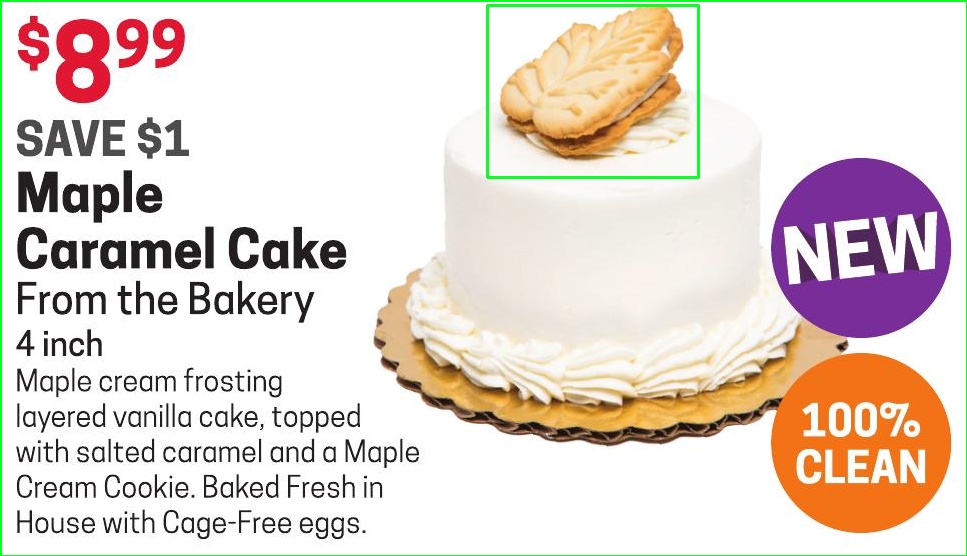 $8.99
SAVE $1
Maple
Caramel Cake
From the Bakery
4 inch
Maple cream frosting
layered vanilla cake, topped
with salted caramel and a Maple
Cream Cookie. Baked Fresh in
House with Cage-Free eggs.
NEW
100%
CLEAN